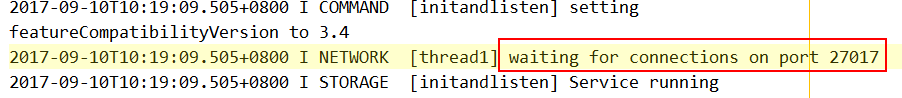 2017-09-10T10:19:09.505+0800 I COMMAND  [initandlisten] setting
featureCompatibilityVersion to 3.4
2017-09-10T10:19:09.505+0800 I NETWORK  [thread1] waiting for connections on port 27017
2017-09-10T10:19:09.505+0800 I STORAGE  [initandlisten] Service running